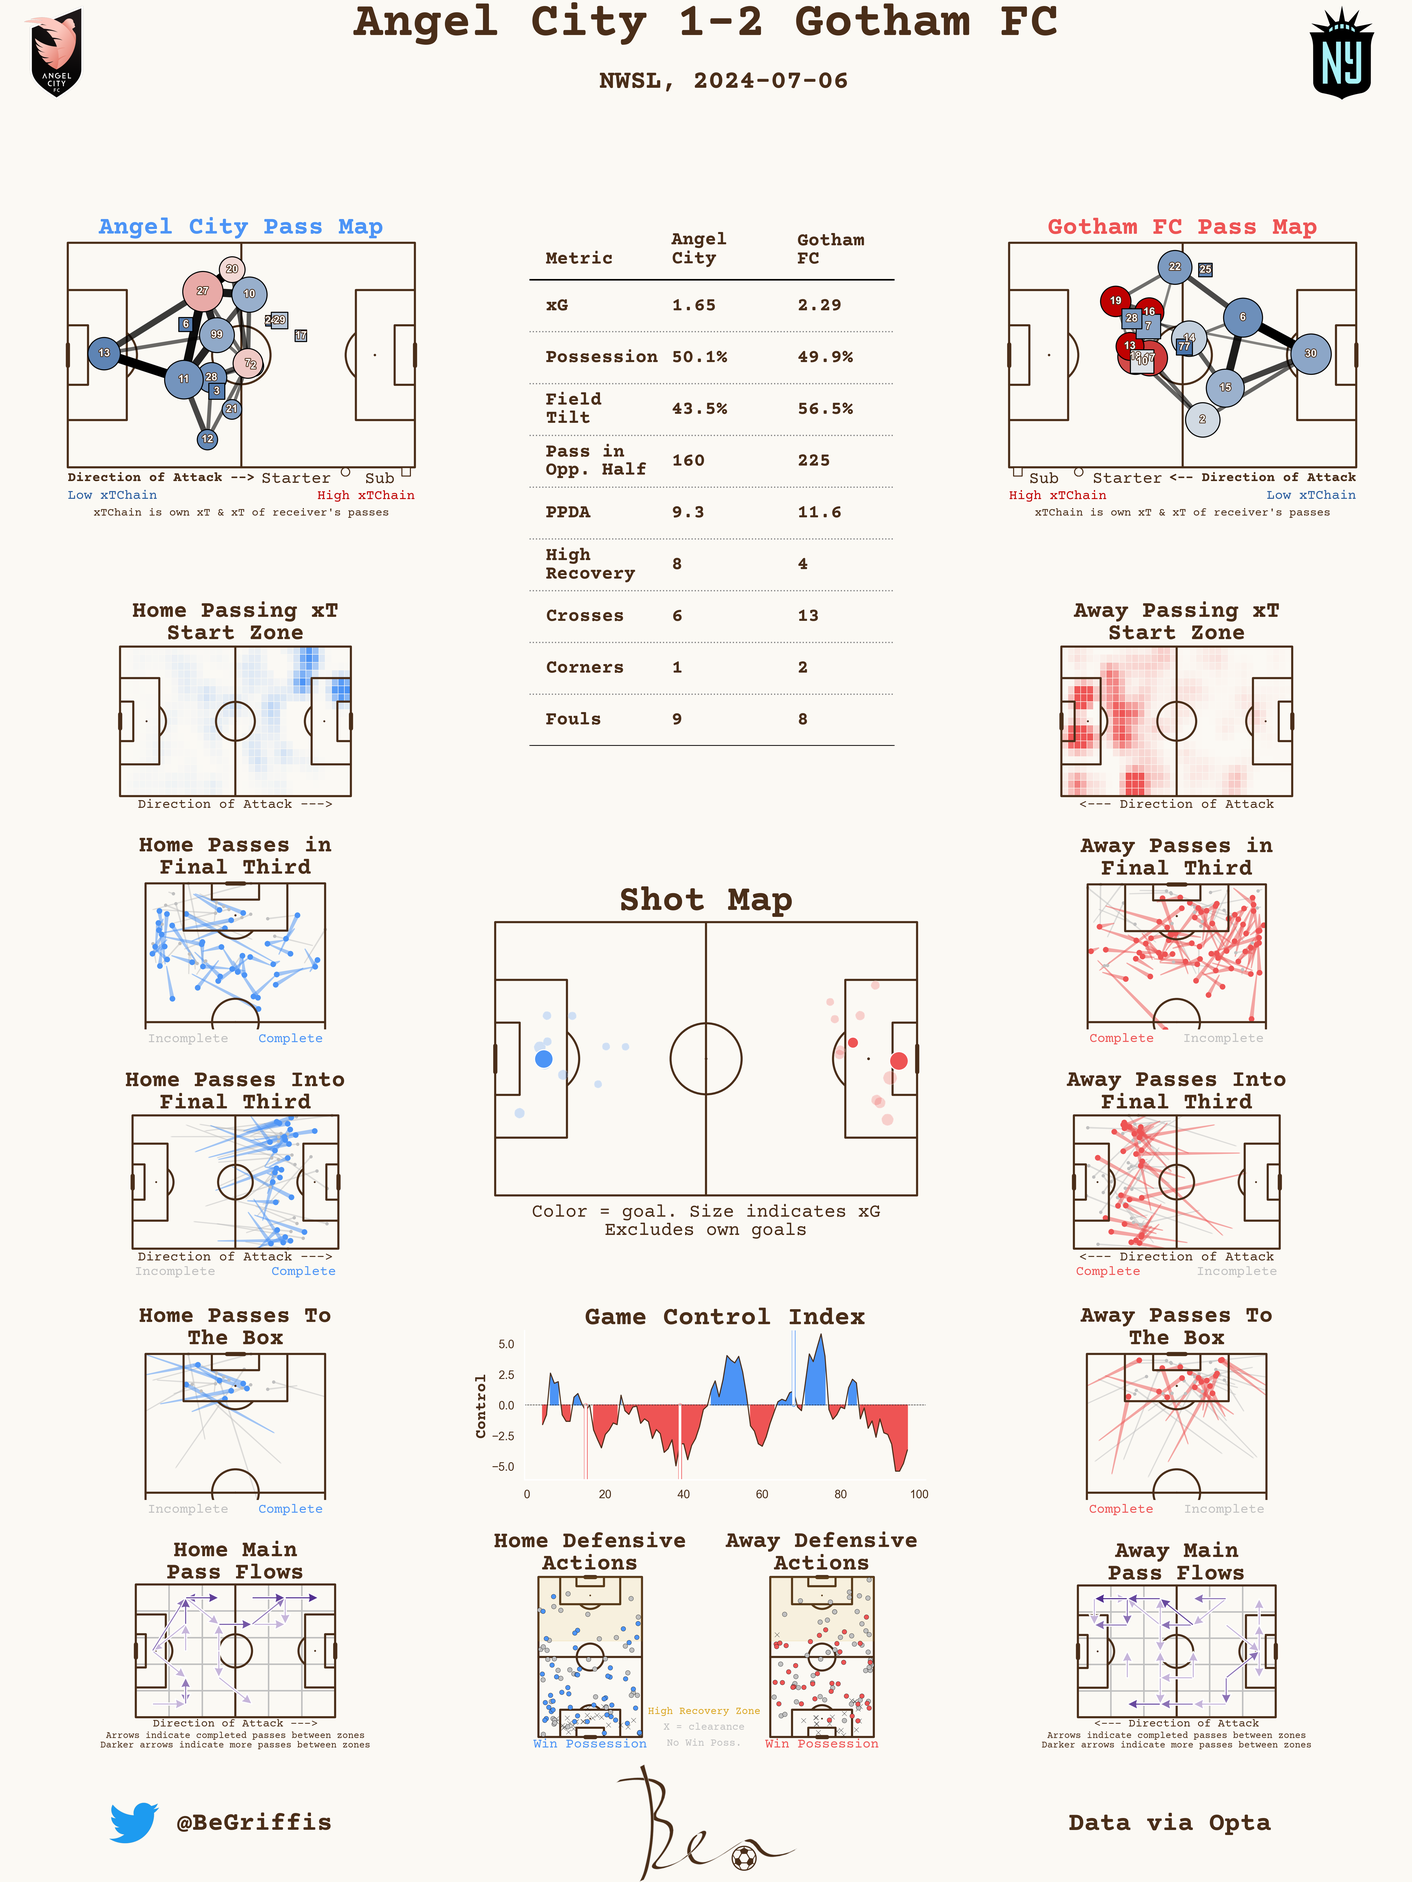 Angel City 1-2 Gotham FC
NWSL, 2024-07-06
ANGEL
CITY
FC
NY
Angel City Pass Map
20
27
10
6
29
99
17
13
7
2
11
28
3
21
12
Direction of Attack --> Starter Sub
Low xTChain High xTChain
xTChain is own xT & xT of receiver's passes
Metric Angel City Gotham FC
xG 1.65 2.29
Possession 50.1% 49.9%
Field Tilt 43.5% 56.5%
Pass in Opp. Half 160 225
PPDA 9.3 11.6
High Recovery 8 4
Crosses 6 13
Corners 1 2
Fouls 9 8
Gotham FC Pass Map
22
25
19
16
28
7
6
14
13
77
30
10
15
2
Sub Starter <-- Direction of Attack
High xTChain Low xTChain
xTChain is own xT & xT of receiver's passes
Home Passing xT
Start Zone
Direction of Attack --->
Away Passing xT
Start Zone
<--- Direction of Attack
Home Passes in
Final Third
Incomplete Complete
Away Passes in
Final Third
Complete Incomplete
Shot Map
Color = goal. Size indicates xG
Excludes own goals
Home Passes Into
Final Third
Direction of Attack --->
Incomplete Complete
Away Passes Into
Final Third
<--- Direction of Attack
Complete Incomplete
Home Passes To
The Box
Incomplete Complete
Game Control Index
Control
5.0
2.5
0.0
−2.5
−5.0
0 20 40 60 80 100
Away Passes To
The Box
Complete Incomplete
Home Main
Pass Flows
Direction of Attack --->
Arrows indicate completed passes between zones
Darker arrows indicate more passes between zones
Home Defensive
Actions
Win Possession
High Recovery Zone
X = clearance
No Win Poss.
Away Defensive
Actions
Win Possession
Away Main
Pass Flows
<--- Direction of Attack
Arrows indicate completed passes between zones
Darker arrows indicate more passes between zones
@BeGriffis
Ben
Data via Opta